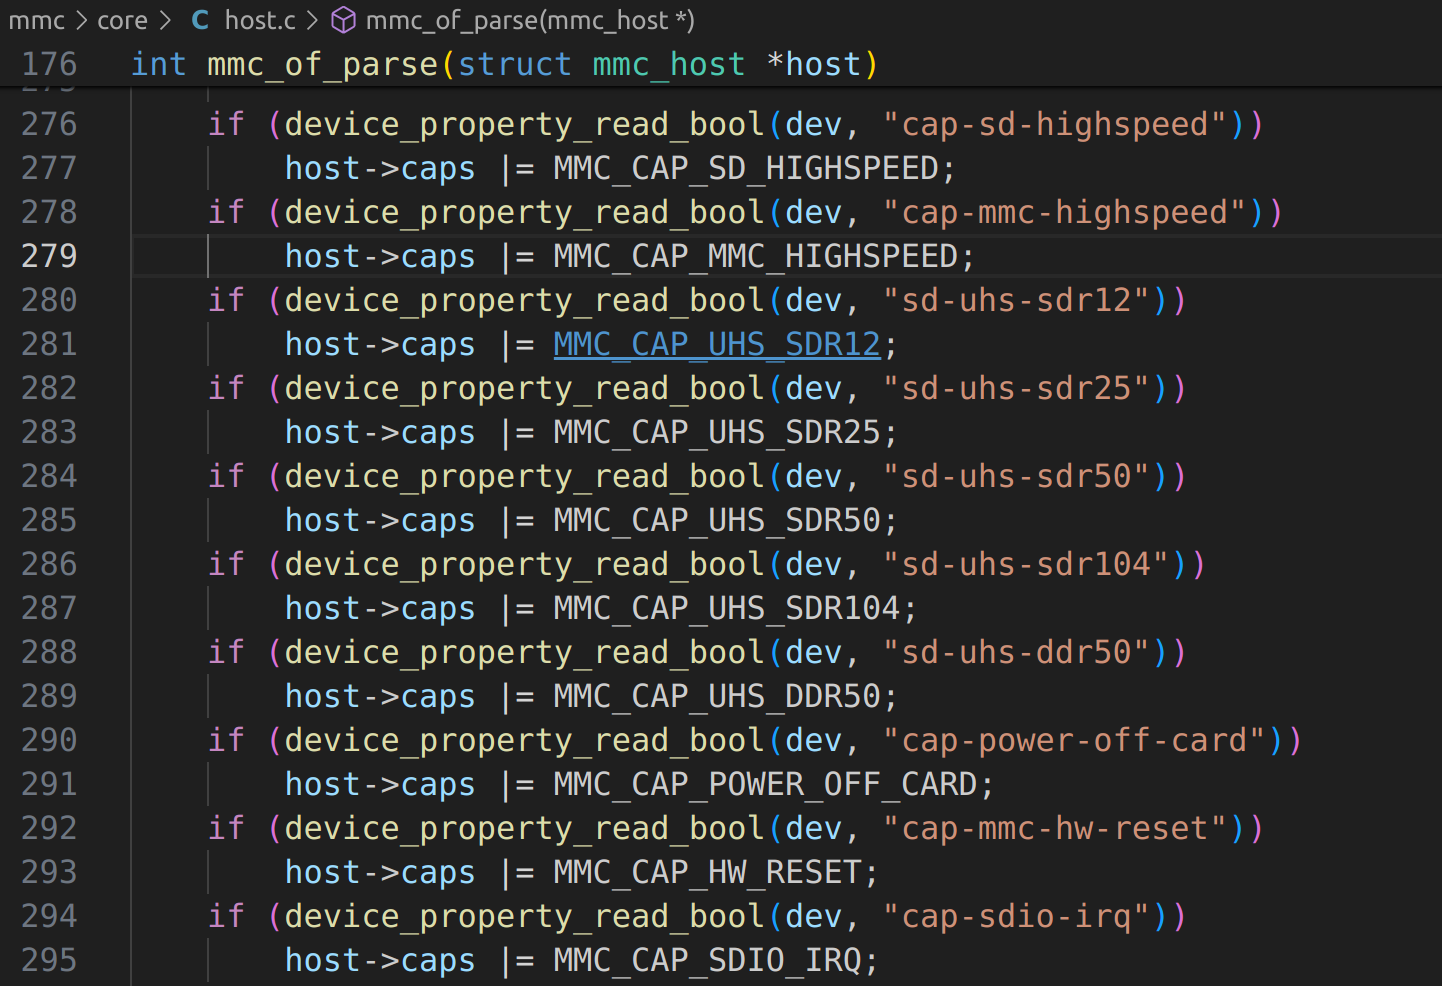 mmc > core > C host.c > mmc_of_parse(mmc_host *)
176 int mmc_of_parse(struct mmc_host *host)
276 if (device_property_read_bool(dev, "cap-sd-highspeed"))
277 host->caps |= MMC_CAP_SD_HIGHSPEED;
278 if (device_property_read_bool(dev, "cap-mmc-highspeed"))
279 host->caps |= MMC_CAP_MMC_HIGHSPEED;
280 if (device_property_read_bool(dev, "sd-uhs-sdr12"))
281 host->caps |= MMC_CAP_UHS_SDR12;
282 if (device_property_read_bool(dev, "sd-uhs-sdr25"))
283 host->caps |= MMC_CAP_UHS_SDR25;
284 if (device_property_read_bool(dev, "sd-uhs-sdr50"))
285 host->caps |= MMC_CAP_UHS_SDR50;
286 if (device_property_read_bool(dev, "sd-uhs-sdr104"))
287 host->caps |= MMC_CAP_UHS_SDR104;
288 if (device_property_read_bool(dev, "sd-uhs-ddr50"))
289 host->caps |= MMC_CAP_UHS_DDR50;
290 if (device_property_read_bool(dev, "cap-power-off-card"))
291 host->caps |= MMC_CAP_POWER_OFF_CARD;
292 if (device_property_read_bool(dev, "cap-mmc-hw-reset"))
293 host->caps |= MMC_CAP_HW_RESET;
294 if (device_property_read_bool(dev, "cap-sdio-irq"))
295 host->caps |= MMC_CAP_SDIO_IRQ;